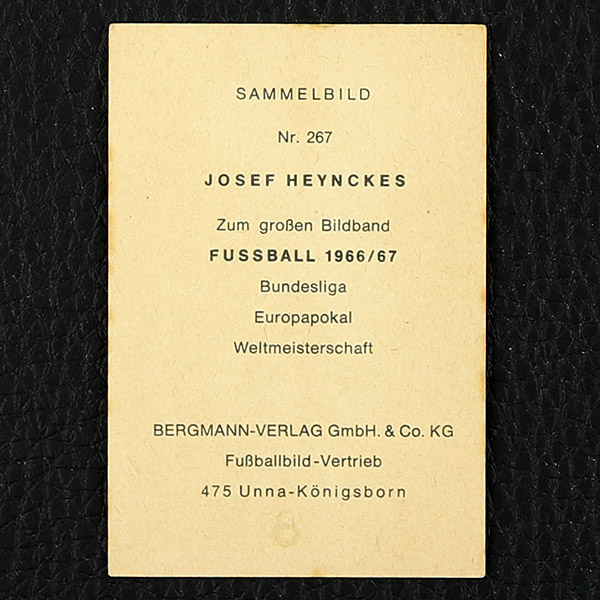 SAMMELBILD
Nr. 267
JOSEF HEYNCKES
Zum großen Bildband
FUSSBALL 1966/67
Bundesliga
Europapokal
Weltmeisterschaft
BERGMANN-VERLAG GmbH. & Co. KG
Fußballbild-Vertrieb
475 Unna-Königsborn
8